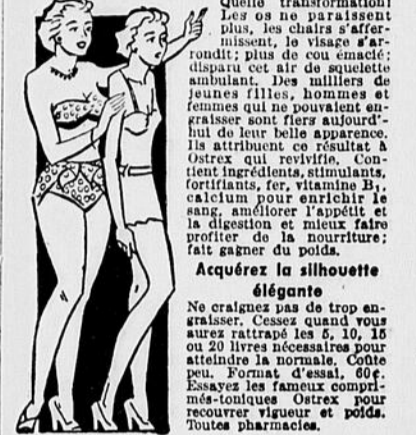 Quelle transformation!
Les os ne paraissent
plus, les chairs s'affer-
missent, le visage s'ar-
rondit; plus de cou émacié;
disparu cet air de squelette
ambulant. Des milliers de
jeunes filles, hommes et
femmes qui ne pouvaient en-
graisser sont fiers aujourd'-
hui de leur belle apparence.
Ils attribuent ce résultat à
Ostrex qui revivifie. Con-
tient ingrédients, stimulants,
fortifiants, fer, vitamine B1,
calcium pour enrichir le
sang, améliorer l'appétit et
la digestion et mieux faire
profiter de la nourriture;
fait gagner du poids.
Acquérez la silhouette
élégante
Ne craignez pas de trop en-
graisser. Cessez quand vous
aurez rattrapé les 5, 10, 15
ou 20 livres nécessaires pour
atteindre la normale. Coûte
peu. Format d'essai, 60¢.
Essayez les fameux compri-
més-toniques Ostrex pour
recouvrer vigueur et poids.
Toutes pharmacies.